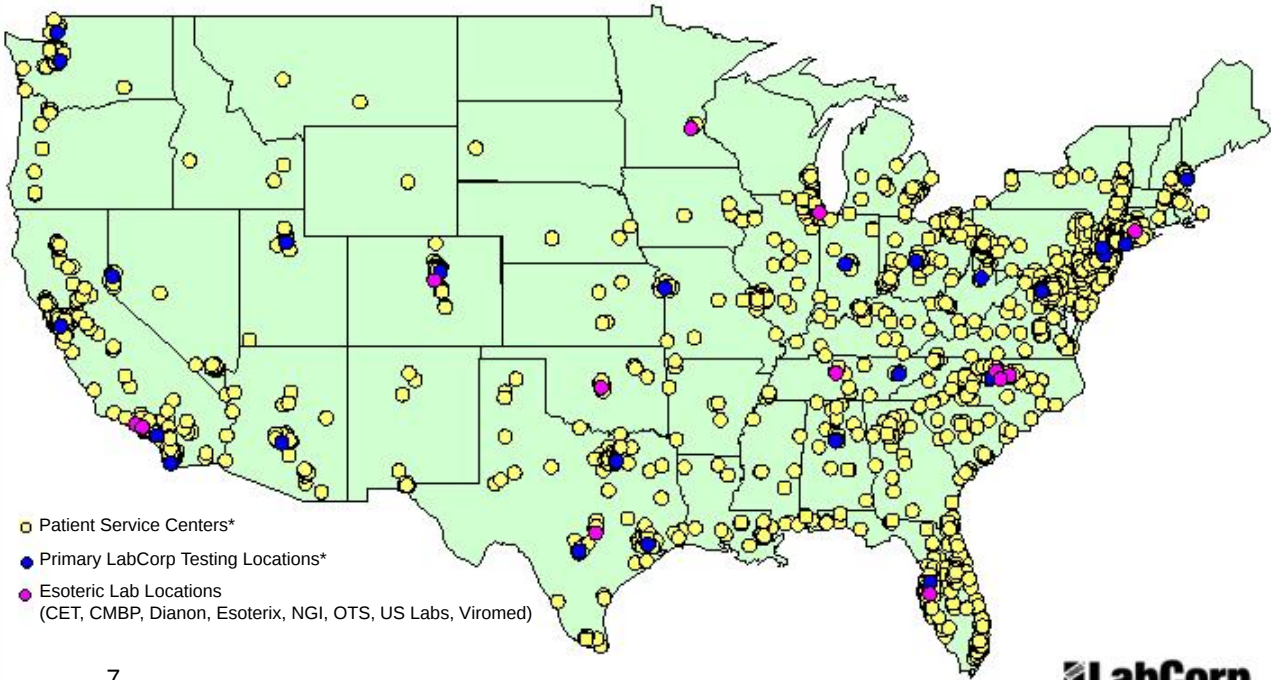 Patient Service Centers*
Primary LabCorp Testing Locations*
Esoteric Lab Locations
(CET, CMBP, Dianon, Esoterix, NGI, OTS, US Labs, Viromed)
7
LabCorp